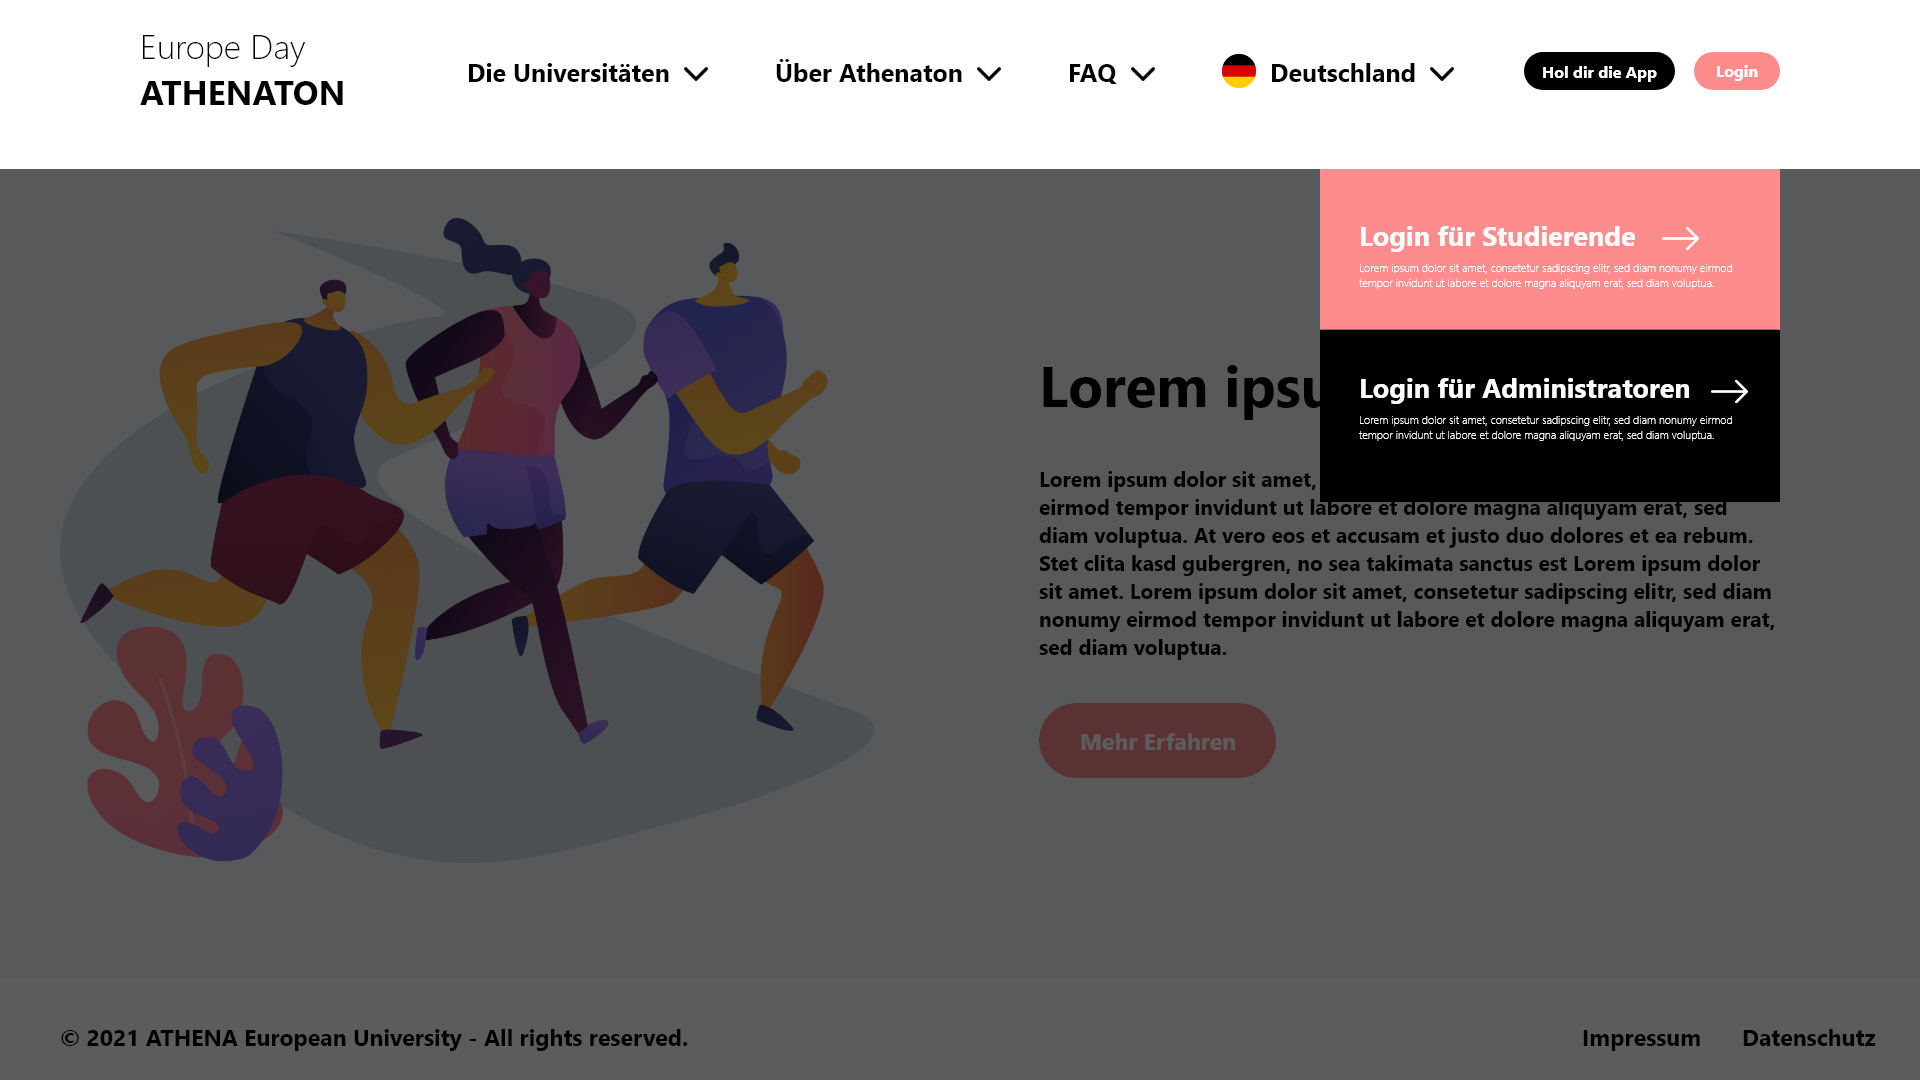 Europe Day
ATHENATON
Die Universitäten
Über Athenaton
FAQ
Deutschland
Hol dir die App
Login
Login für Studierende
Lorem ipsum dolor sit amet, consetetur sadipscing elitr, sed diam nonumy eirmod
tempor invidunt ut labore et dolore magna aliquyam erat, sed diam voluptua.
Login für Administratoren
Lorem ipsum dolor sit amet, consetetur sadipscing elitr, sed diam nonumy eirmod
tempor invidunt ut labore et dolore magna aliquyam erat, sed diam voluptua.
Lorem
Lorem ipsum dolor sit amet,
eirmod tempor invidunt ut labore et dolore magna aliquyam erat, sed
diam voluptua. At vero eos et accusam et justo duo dolores et ea rebum.
Stet clita kasd gubergren, no sea takimata sanctus est Lorem ipsum dolor
sit amet. Lorem ipsum dolor sit amet, consetetur sadipscing elitr, sed diam
nonumy eirmod tempor invidunt ut labore et dolore magna aliquyam erat,
sed diam voluptua.
Mehr Erfahren
© 2021 ATHENA European University - All rights reserved.
Impressum
Datenschutz